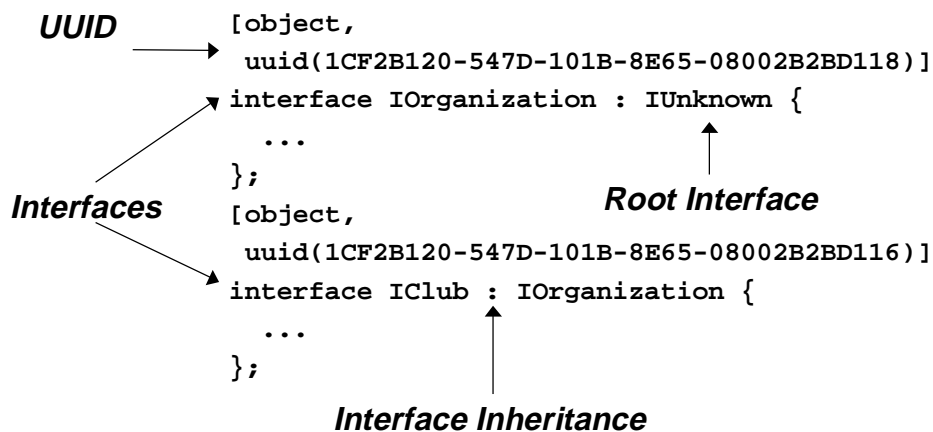 UUID
[object,
uuid(1CF2B120-547D-101B-8E65-08002B2BD118)]
interface IOrganization : IUnknown {
...
};
Interfaces
Root Interface
[object,
uuid(1CF2B120-547D-101B-8E65-08002B2BD116)]
interface IClub : IOrganization {
...
};
Interface Inheritance